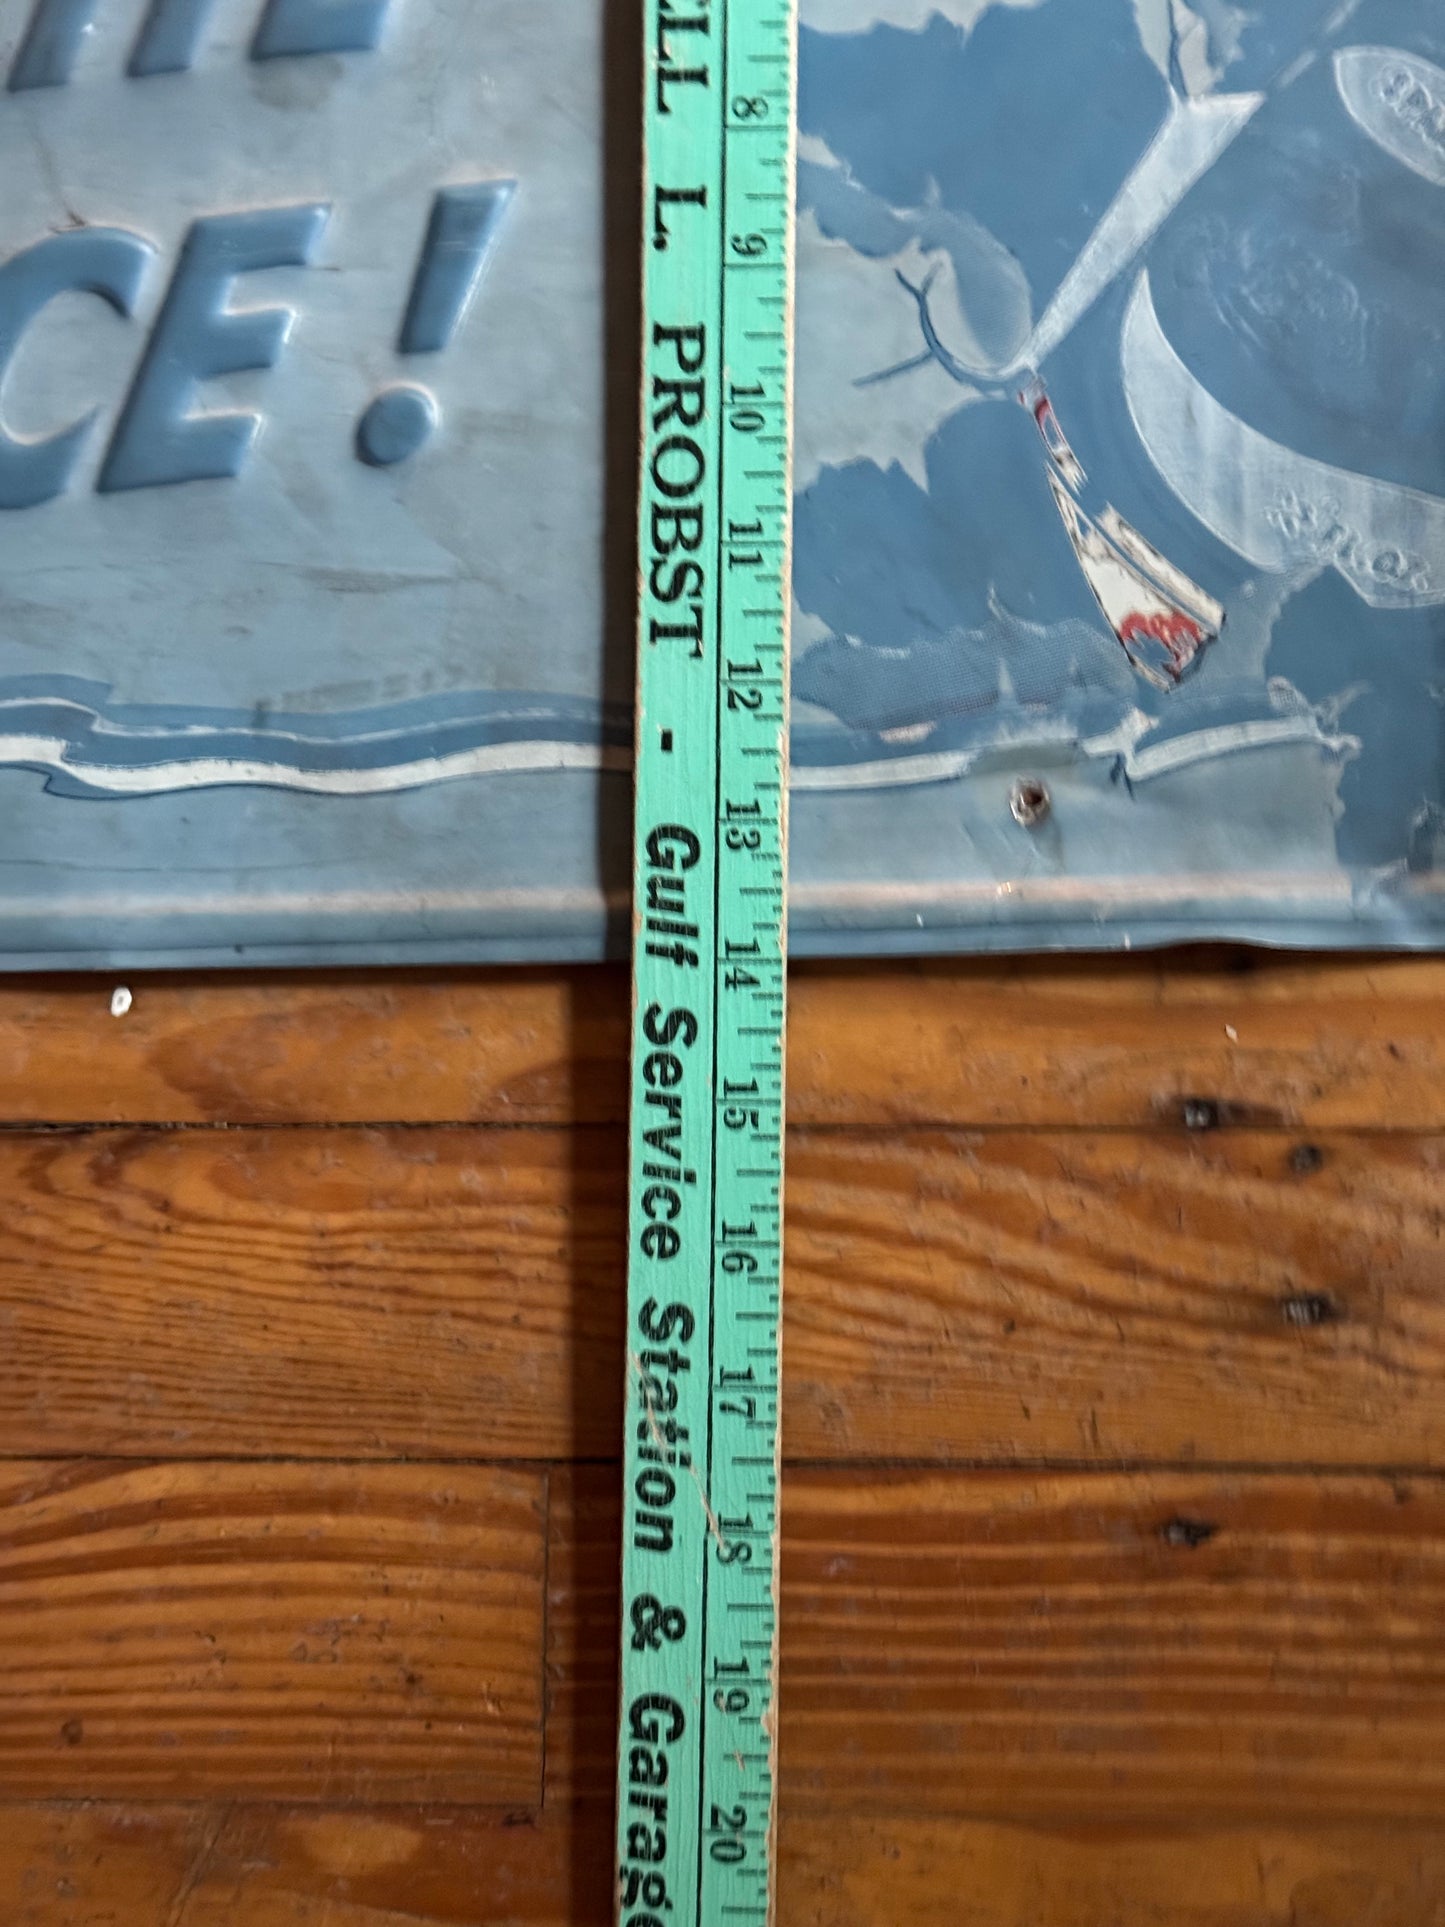 CE!
ELL L. PROBST - Gulf Service Station & Garage
8 9 10 11 12 13 14 15 16 17 18 19 20